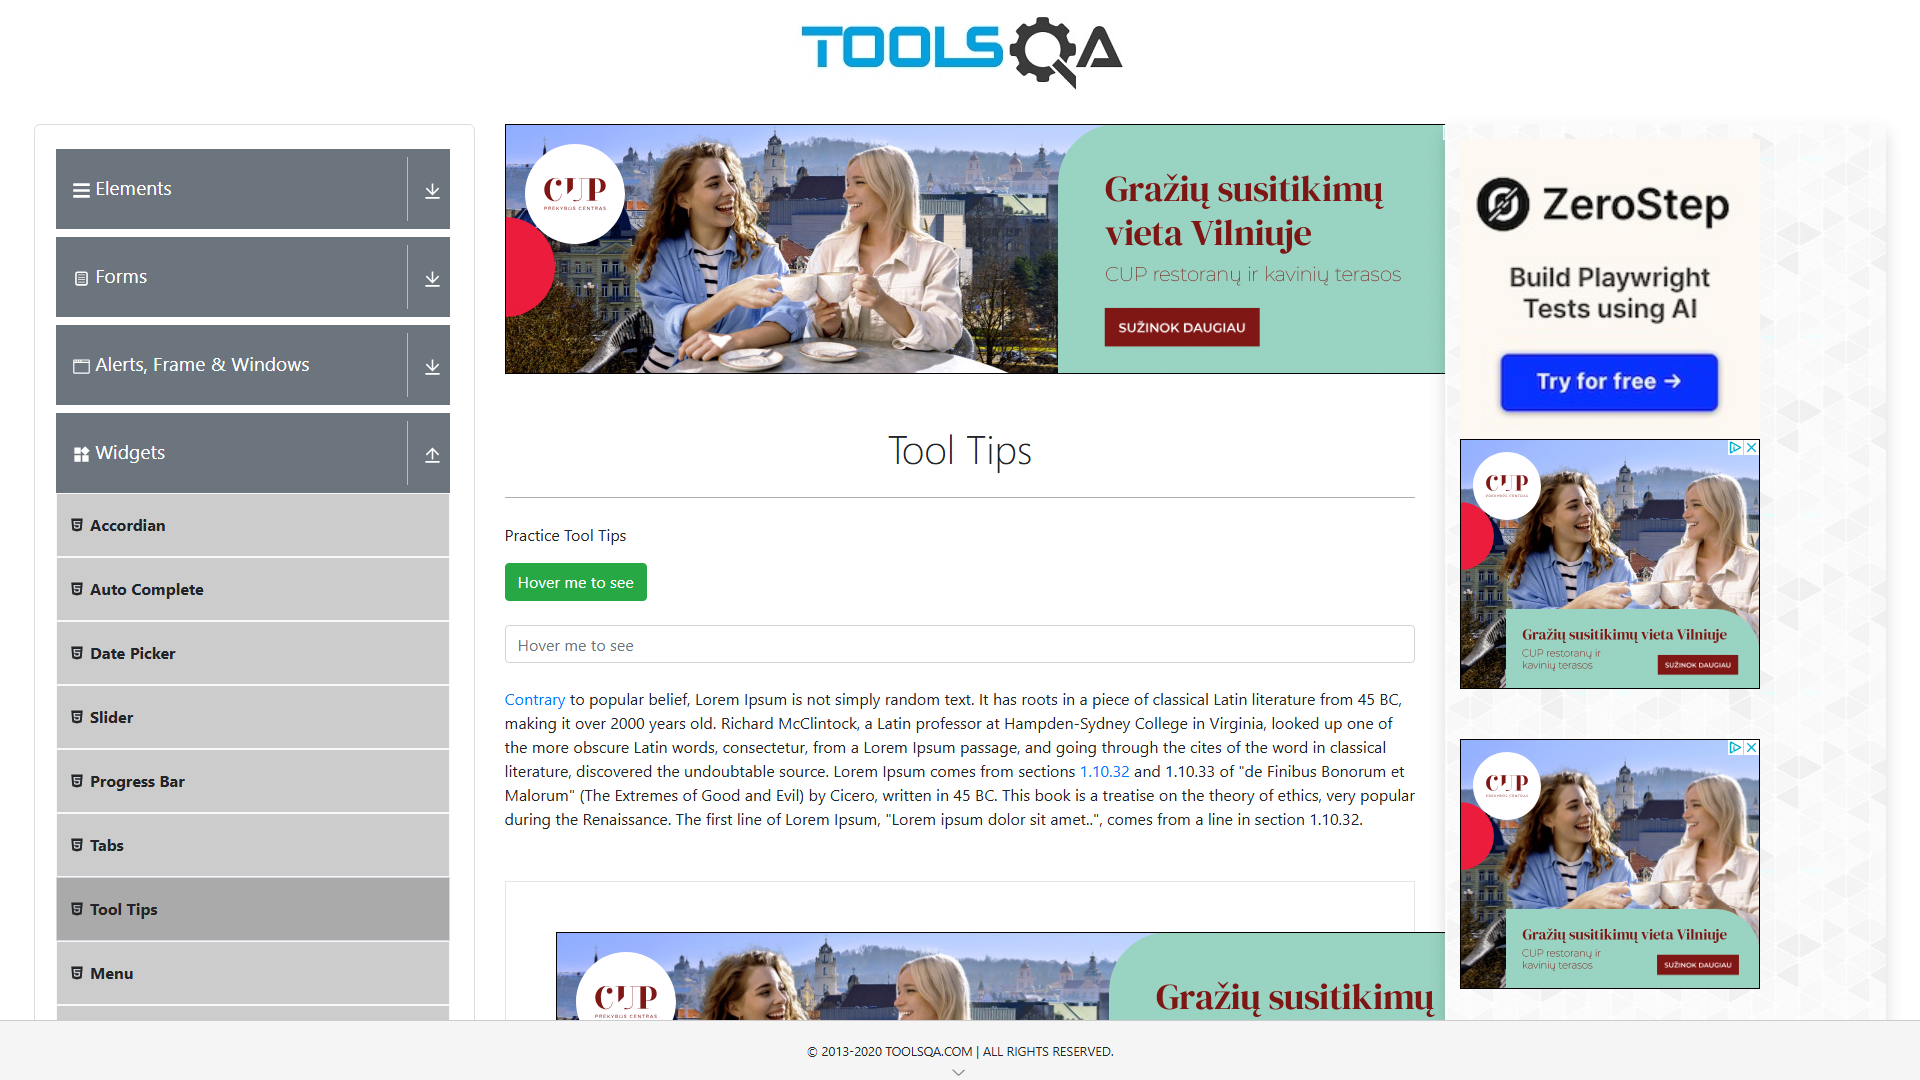 TOOLSQA
Elements
Forms
Alerts, Frame & Windows
Widgets
Accordian
Auto Complete
Date Picker
Slider
Progress Bar
Tabs
Tool Tips
Menu
CUP
PREKYBOS CENTRAS
Gražių susitikimų
vieta Vilniuje
CUP restoranų ir kavinių terasos
SUŽINOK DAUGIAU
Tool Tips
Practice Tool Tips
Hover me to see
Hover me to see
Contrary to popular belief, Lorem Ipsum is not simply random text. It has roots in a piece of classical Latin literature from 45 BC,
making it over 2000 years old. Richard McClintock, a Latin professor at Hampden-Sydney College in Virginia, looked up one of
the more obscure Latin words, consectetur, from a Lorem Ipsum passage, and going through the cites of the word in classical
literature, discovered the undoubtable source. Lorem Ipsum comes from sections 1.10.32 and 1.10.33 of "de Finibus Bonorum et
Malorum" (The Extremes of Good and Evil) by Cicero, written in 45 BC. This book is a treatise on the theory of ethics, very popular
during the Renaissance. The first line of Lorem Ipsum, "Lorem ipsum dolor sit amet..", comes from a line in section 1.10.32.
CUP
PREKYBOS CENTRAS
Gražių susitikimų
ZeroStep
Build Playwright
Tests using AI
Try for free →
CUP
PREKYBOS CENTRAS
Gražių susitikimų vieta Vilniuje
CUP restoranų ir
kavinių terasos
SUŽINOK DAUGIAU
CUP
PREKYBOS CENTRAS
Gražių susitikimų vieta Vilniuje
CUP restoranų ir
kavinių terasos
SUŽINOK DAUGIAU
© 2013-2020 TOOLSQA.COM | ALL RIGHTS RESERVED.